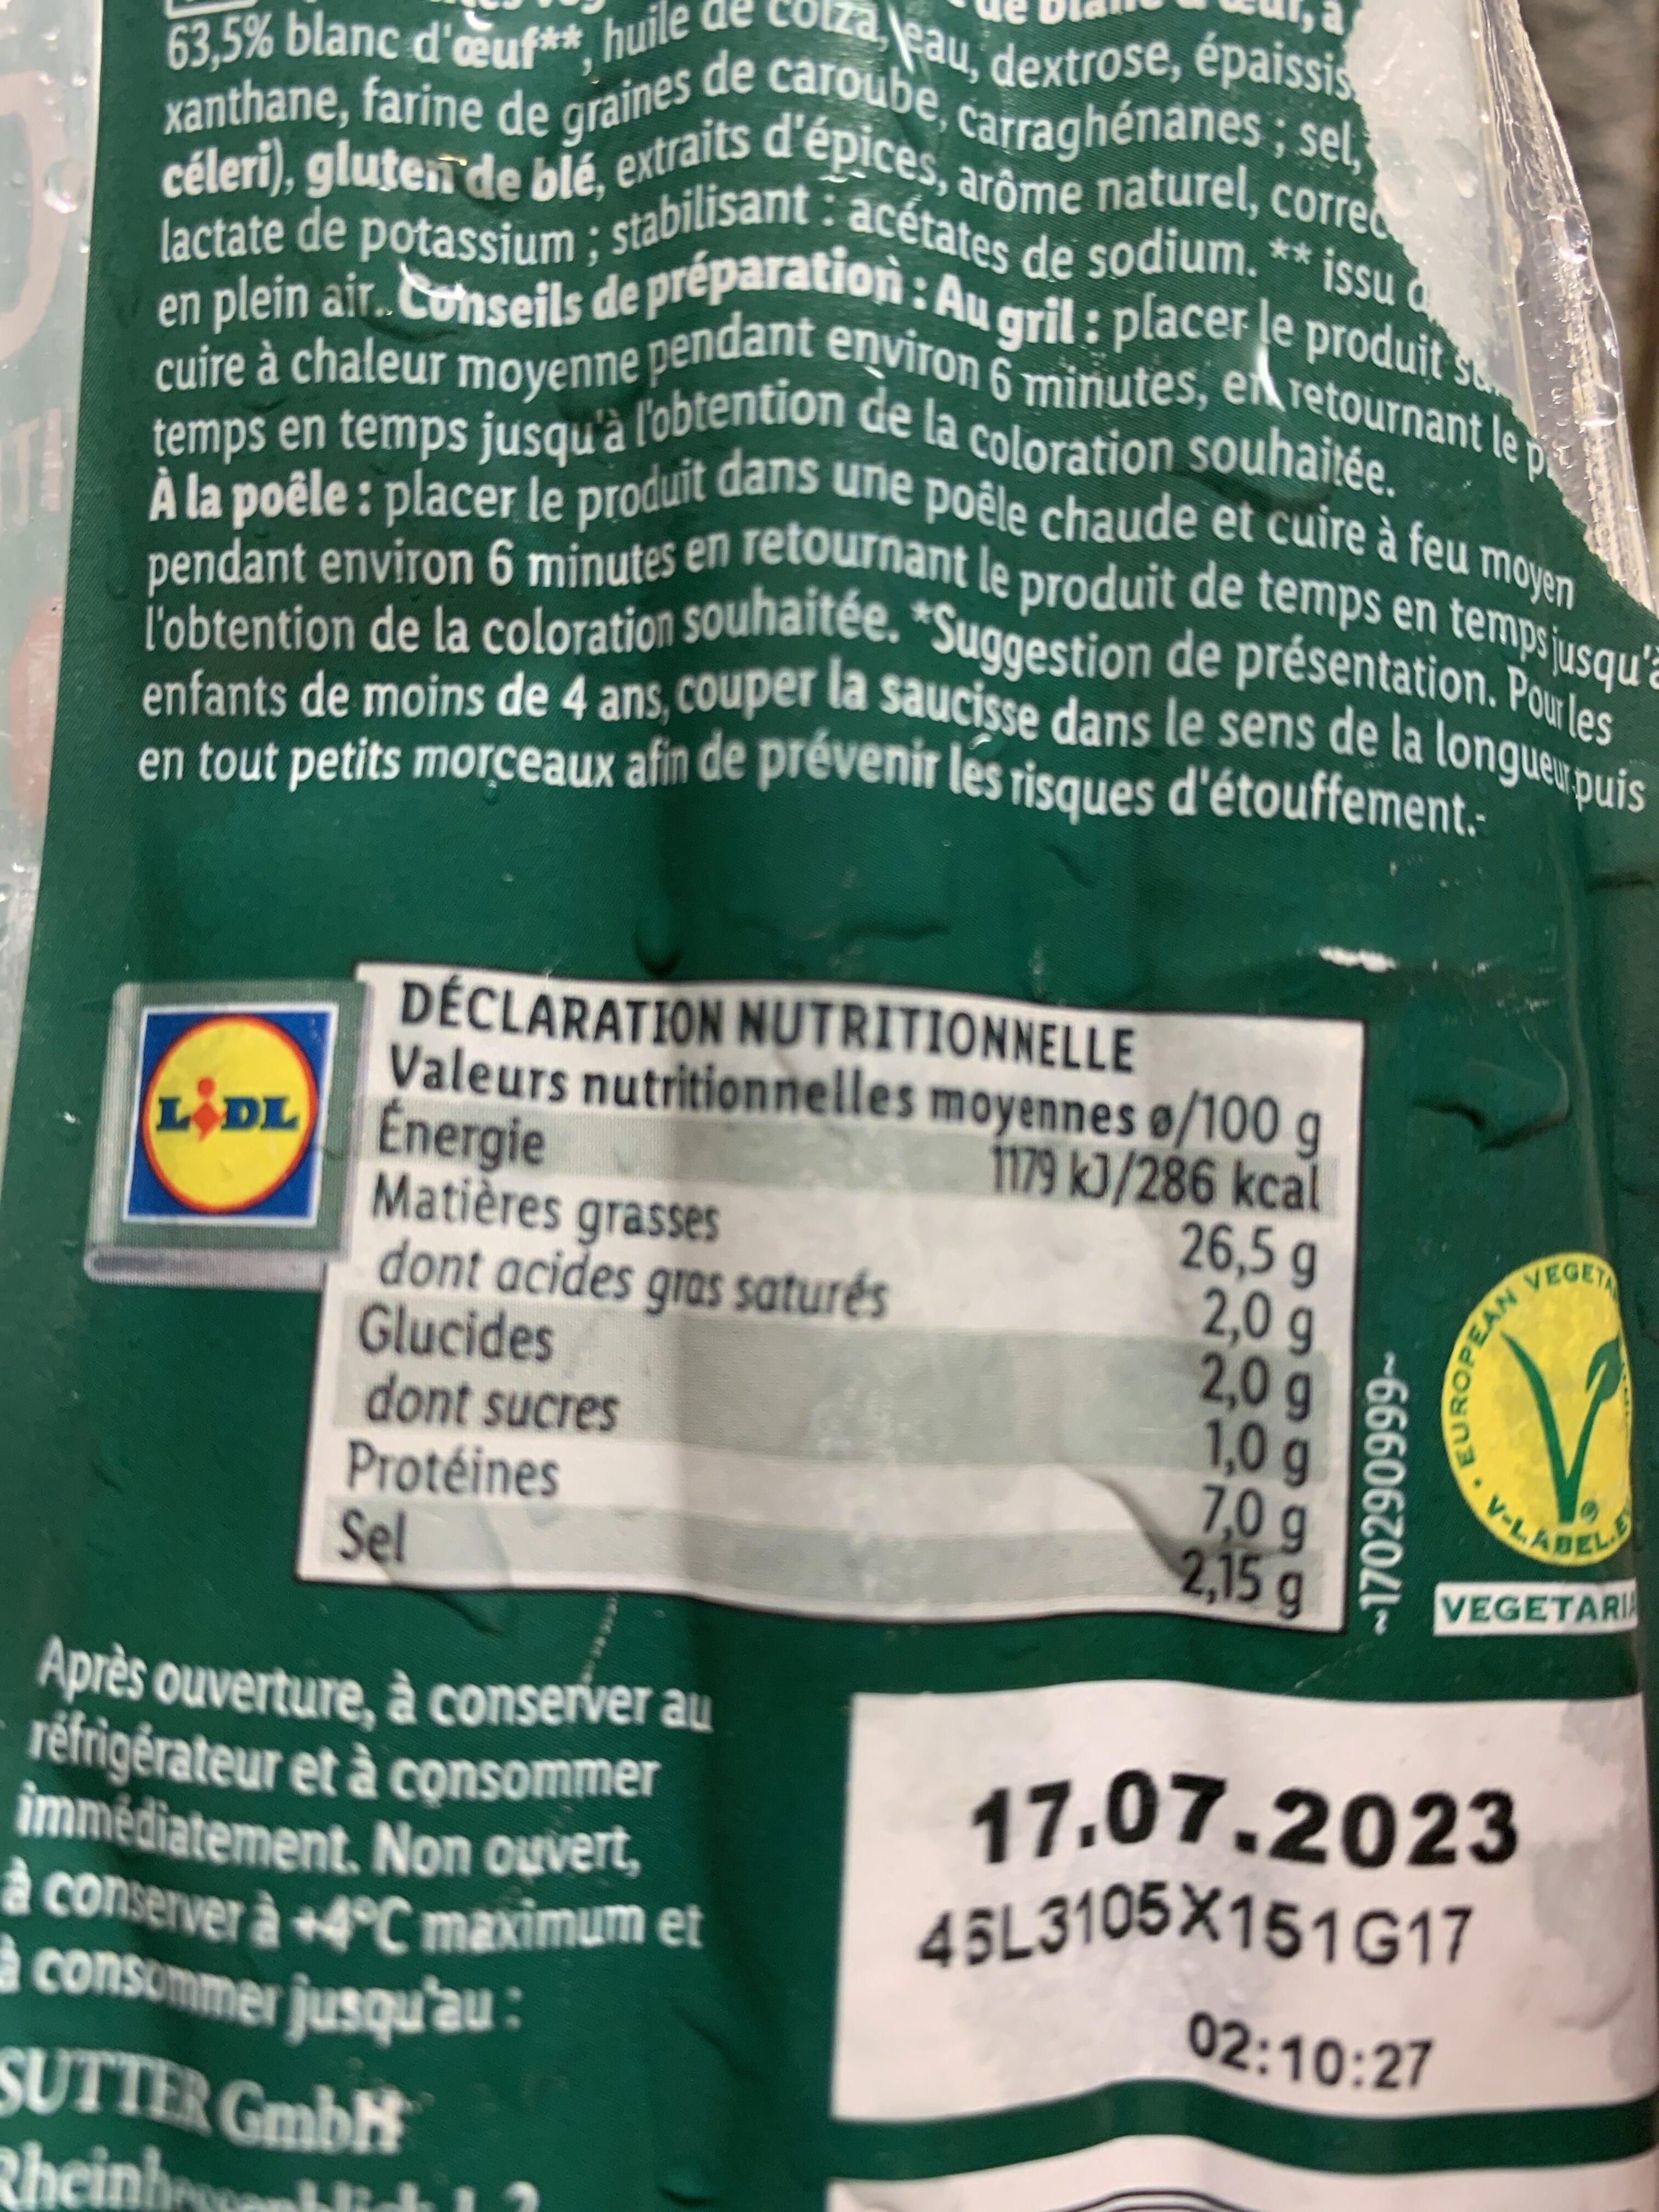 63,5% blanc d'œuf**, huile de colza, eau, dextrose, épaissis
xanthane, farine de graines de caroube, carraghénanes ; sel,
céleri), gluten de blé, extraits d'épices, arôme naturel, correc
lactate de potassium ; stabilisant : acétates de sodium. ** issu d
en plein air. Conseils de préparation : Au gril : placer le produit su
cuire à chaleur moyenne pendant environ 6 minutes, en retournant le p
temps en temps jusqu'à l'obtention de la coloration souhaitée.
À la poêle : placer le produit dans une poêle chaude et cuire à feu moyen
pendant environ 6 minutes en retournant le produit de temps en temps jusqu'à
l'obtention de la coloration souhaitée. *Suggestion de présentation. Pour les
enfants de moins de 4 ans, couper la saucisse dans le sens de la longueur puis
en tout petits morceaux afin de prévenir les risques d'étouffement.-
LIDL
DÉCLARATION NUTRITIONNELLE
Valeurs nutritionnelles moyennes ø/100 g
Énergie 1179 kJ/286 kcal
Matières grasses 26,5 g
dont acides gras saturés 2,0 g
Glucides 2,0 g
dont sucres 1,0 g
Protéines 7,0 g
Sel 2,15 g
~1702909999~
EUROPEAN VEGETA
V-LABEL.E
VEGETARIA
Après ouverture, à conserver au
réfrigérateur et à consommer
immédiatement. Non ouvert,
à conserver à +4°C maximum et
à consommer jusqu'au :
17.07.2023
45L3105X151G17
02:10:27
SUTTER GmbH